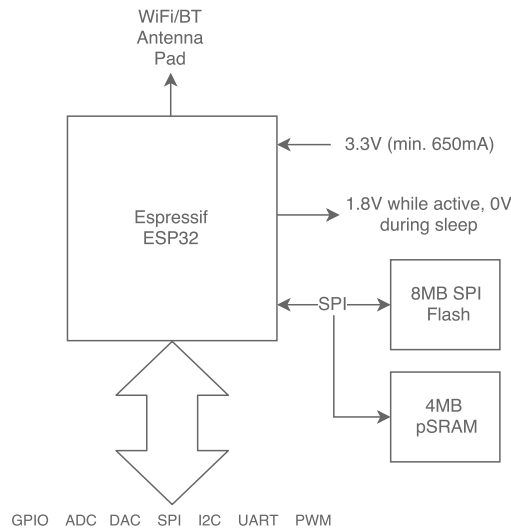 WiFi/BT
Antenna
Pad
3.3V (min. 650mA)
Espressif
ESP32
1.8V while active, 0V
during sleep
SPI
8MB SPI
Flash
4MB
pSRAM
GPIO ADC DAC SPI I2C UART PWM